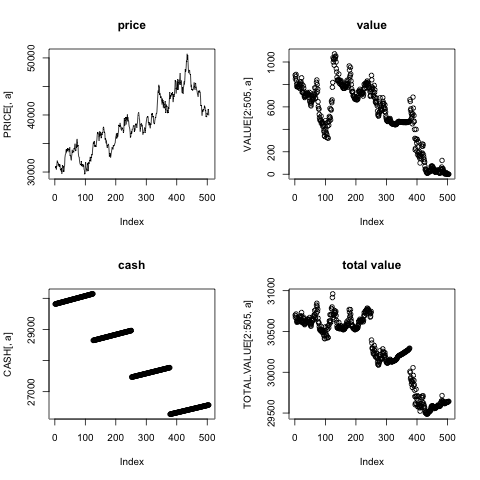 price
PRICE[, a]
30000 40000 50000
0 100 200 300 400 500
Index
value
VALUE[2:505, a]
0 200 600 1000
0 100 200 300 400 500
Index
cash
CASH[, a]
27000 29000
0 100 200 300 400 500
Index
total value
TOTAL.VALUE[2:505, a]
29500 30000 30500 31000
0 100 200 300 400 500
Index